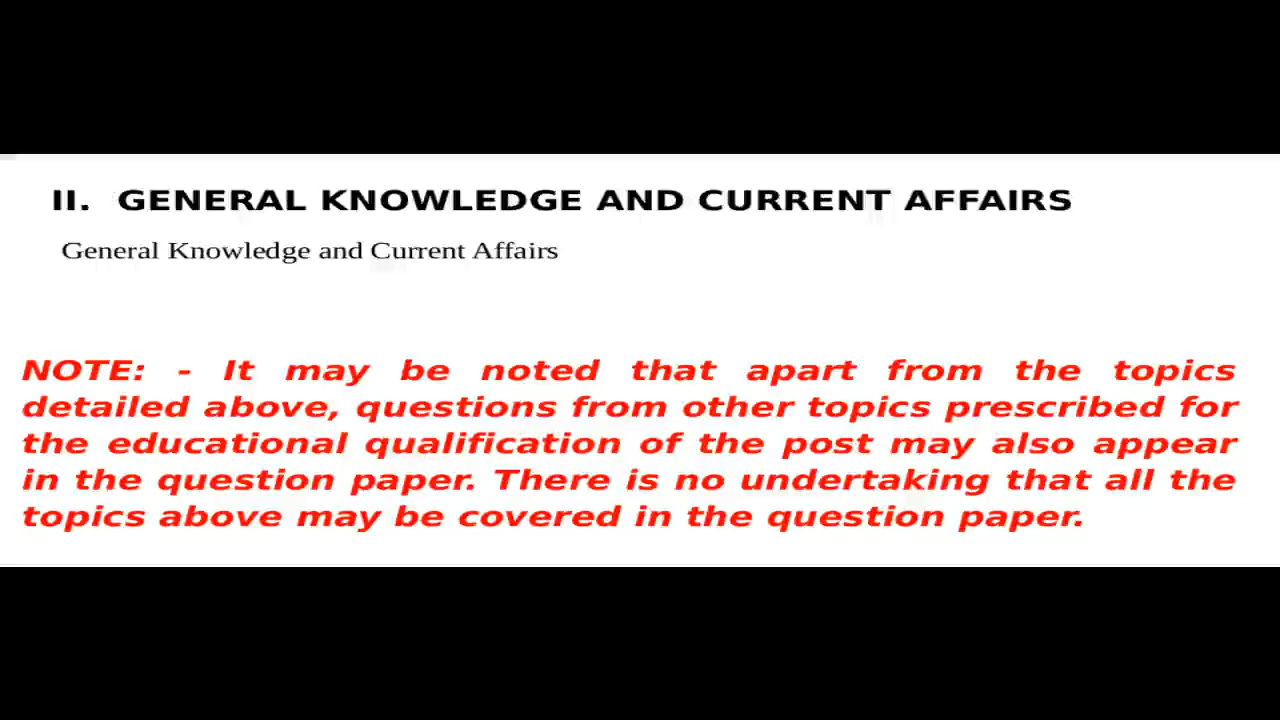 II. GENERAL KNOWLEDGE AND CURRENT AFFAIRS
General Knowledge and Current Affairs
NOTE: - It may be noted that apart from the topics
detailed above, questions from other topics prescribed for
the educational qualification of the post may also appear
in the question paper. There is no undertaking that all the
topics above may be covered in the question paper.